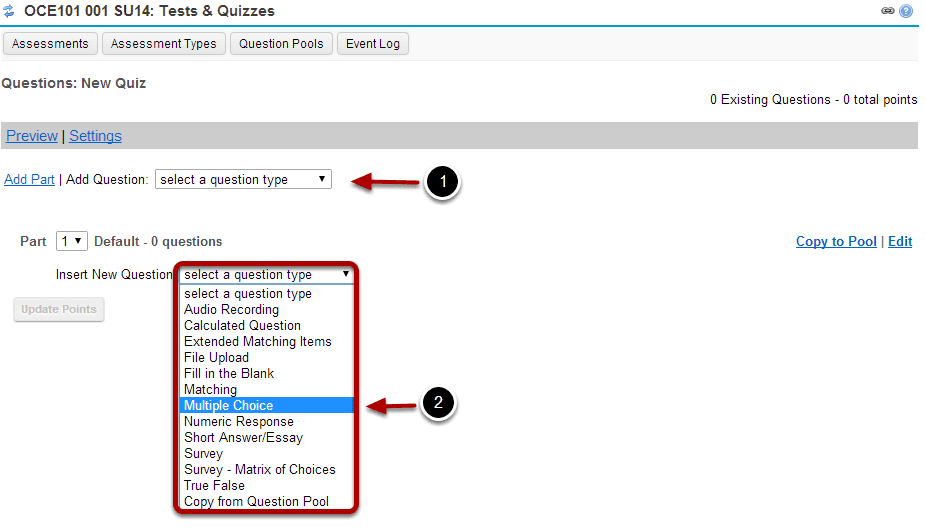 OCE101 001 SU14: Tests & Quizzes
Assessments Assessment Types Question Pools Event Log
Questions: New Quiz
0 Existing Questions - 0 total points
Preview | Settings
Add Part | Add Question: select a question type
1
Part 1 Default - 0 questions Copy to Pool | Edit
Insert New Question select a question type
select a question type
Audio Recording
Update Points
Calculated Question
Extended Matching Items
File Upload
Fill in the Blank
Matching
Multiple Choice
2
Numeric Response
Short Answer/Essay
Survey
Survey - Matrix of Choices
True False
Copy from Question Pool